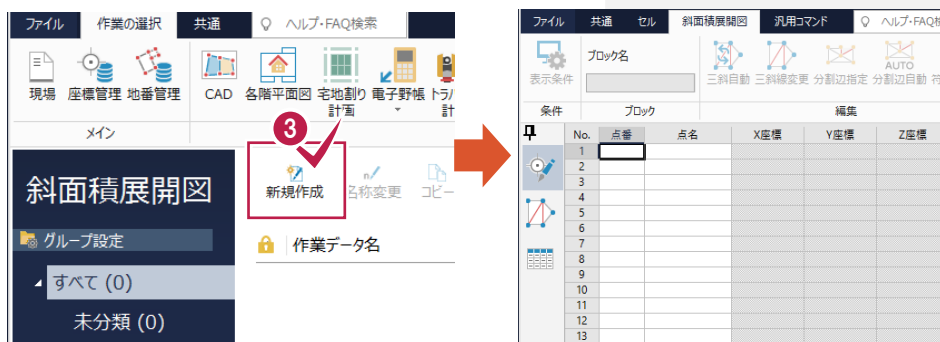 ファイル 作業の選択 共通 ヘルプ・FAQ検索
現場 座標管理 地番管理 CAD 各階平面図 宅地割り計画 電子野帳 トラバ
計
メイン
3
新規作成 名称変更 コピー
斜面積展開図
グループ設定
作業データ名
すべて (0)
未分類 (0)
ファイル 共通 セル 斜面積展開図 汎用コマンド ヘルプ・FAQ検
ブロック名
AUTO
表示条件 三斜自動 三斜線変更 分割辺指定 分割辺自動 符
条件 ブロック 編集
No. 点番 点名 X座標 Y座標 Z座標
1
2
3
4
5
6
7
8
9
10
11
12
13